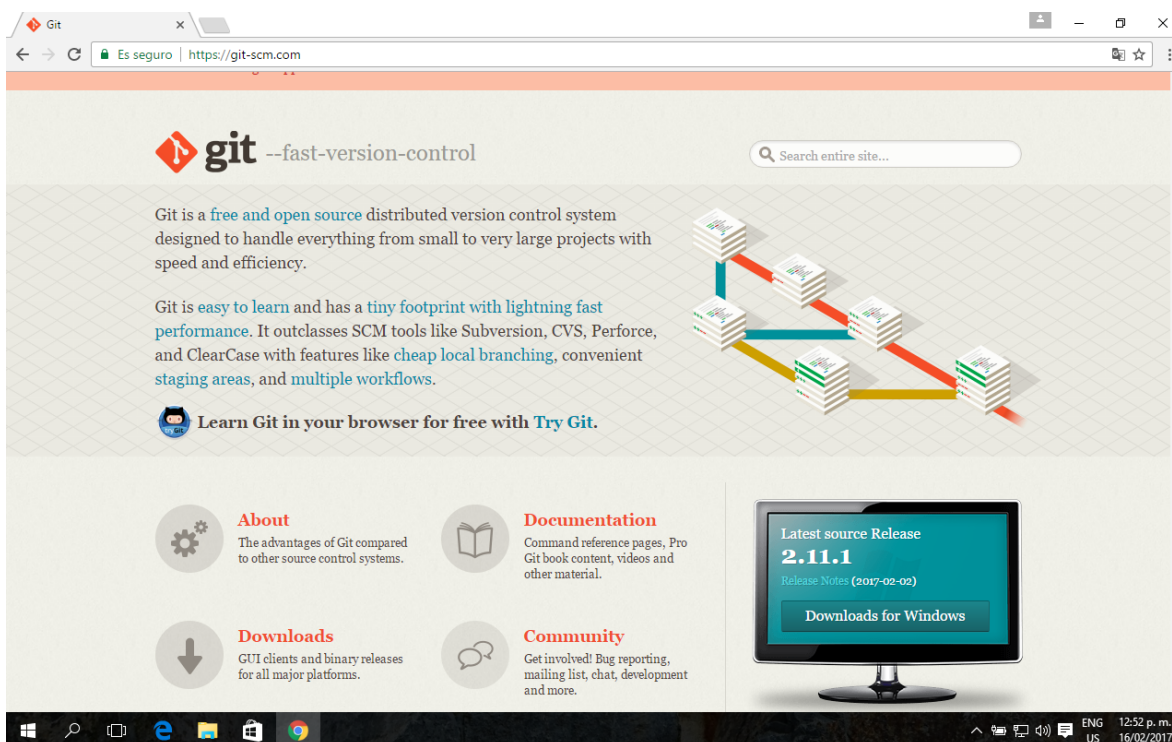 Git
Es seguro | https://git-scm.com
git --fast-version-control
Search entire site...
Git is a free and open source distributed version control system
designed to handle everything from small to very large projects with
speed and efficiency.
Git is easy to learn and has a tiny footprint with lightning fast
performance. It outclasses SCM tools like Subversion, CVS, Perforce,
and ClearCase with features like cheap local branching, convenient
staging areas, and multiple workflows.
Learn Git in your browser for free with Try Git.
About
The advantages of Git compared
to other source control systems.
Documentation
Command reference pages, Pro
Git book content, videos and
other material.
Downloads
GUI clients and binary releases
for all major platforms.
Community
Get involved! Bug reporting,
mailing list, chat, development
and more.
Latest source Release
2.11.1
Release Notes (2017-02-02)
Downloads for Windows
ENG
US
12:52 p. m.
16/02/2017